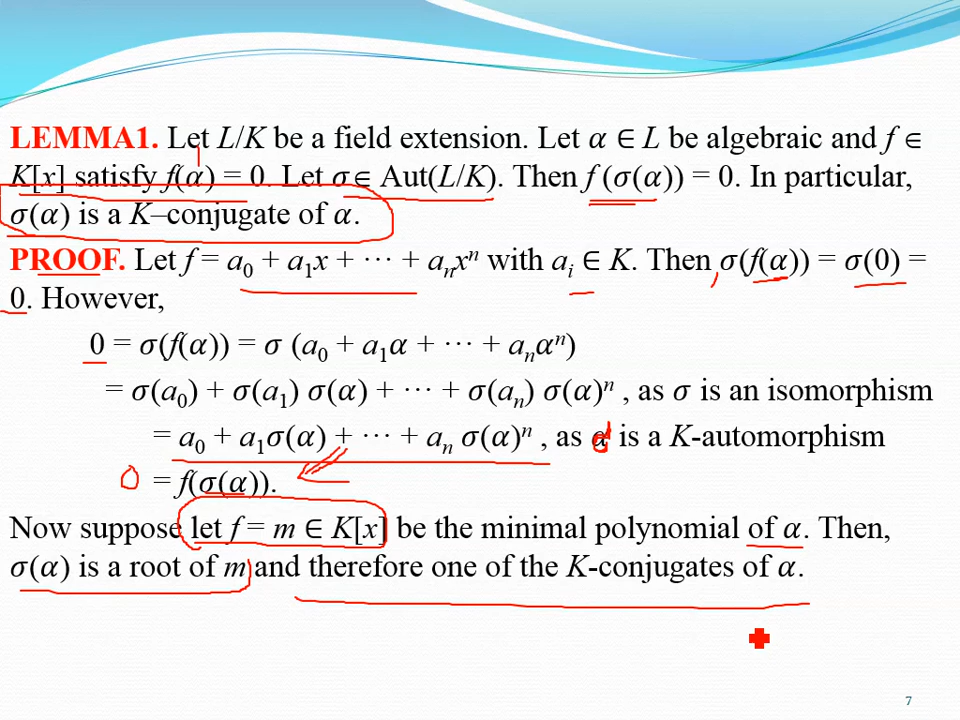 LEMMA1. Let L/K be a field extension. Let α ∈ L be algebraic and f ∈
K[x] satisfy f(α) = 0. Let σ ∈ Aut(L/K). Then f (σ(α)) = 0. In particular,
σ(α) is a K–conjugate of α.
PROOF. Let f = a₀ + a₁x + ⋯ + aₙxⁿ with aᵢ ∈ K. Then σ(f(α)) = σ(0) =
0. However,
0 = σ(f(α)) = σ (a₀ + a₁α + ⋯ + aₙαⁿ)
= σ(a₀) + σ(a₁) σ(α) + ⋯ + σ(aₙ) σ(α)ⁿ , as σ is an isomorphism
= a₀ + a₁σ(α) + ⋯ + aₙ σ(α)ⁿ , as α is a K-automorphism
0 = f(σ(α)).
Now suppose let f = m ∈ K[x] be the minimal polynomial of α. Then,
σ(α) is a root of m and therefore one of the K-conjugates of α.
7